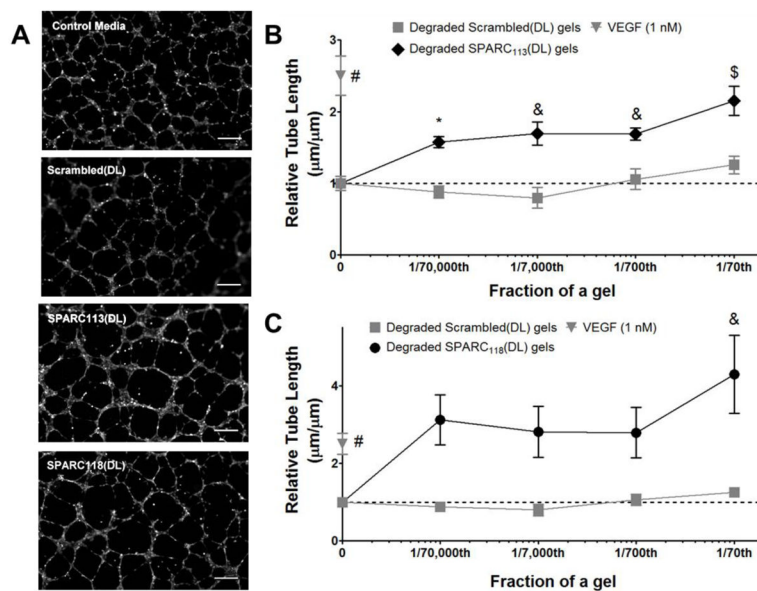 A
Control Media
Scrambled(DL)
SPARC113(DL)
SPARC118(DL)
B
Degraded Scrambled(DL) gels
VEGF (1 nM)
Degraded SPARC₁₁₃(DL) gels
Relative Tube Length
(μm/μm)
3
2
1
0
#
*
&
&
$
0
1/70,000th
1/7,000th
1/700th
1/70th
Fraction of a gel
C
Degraded Scrambled(DL) gels
VEGF (1 nM)
Degraded SPARC₁₁₈(DL) gels
Relative Tube Length
(μm/μm)
4
2
0
#
&
0
1/70,000th
1/7,000th
1/700th
1/70th
Fraction of a gel